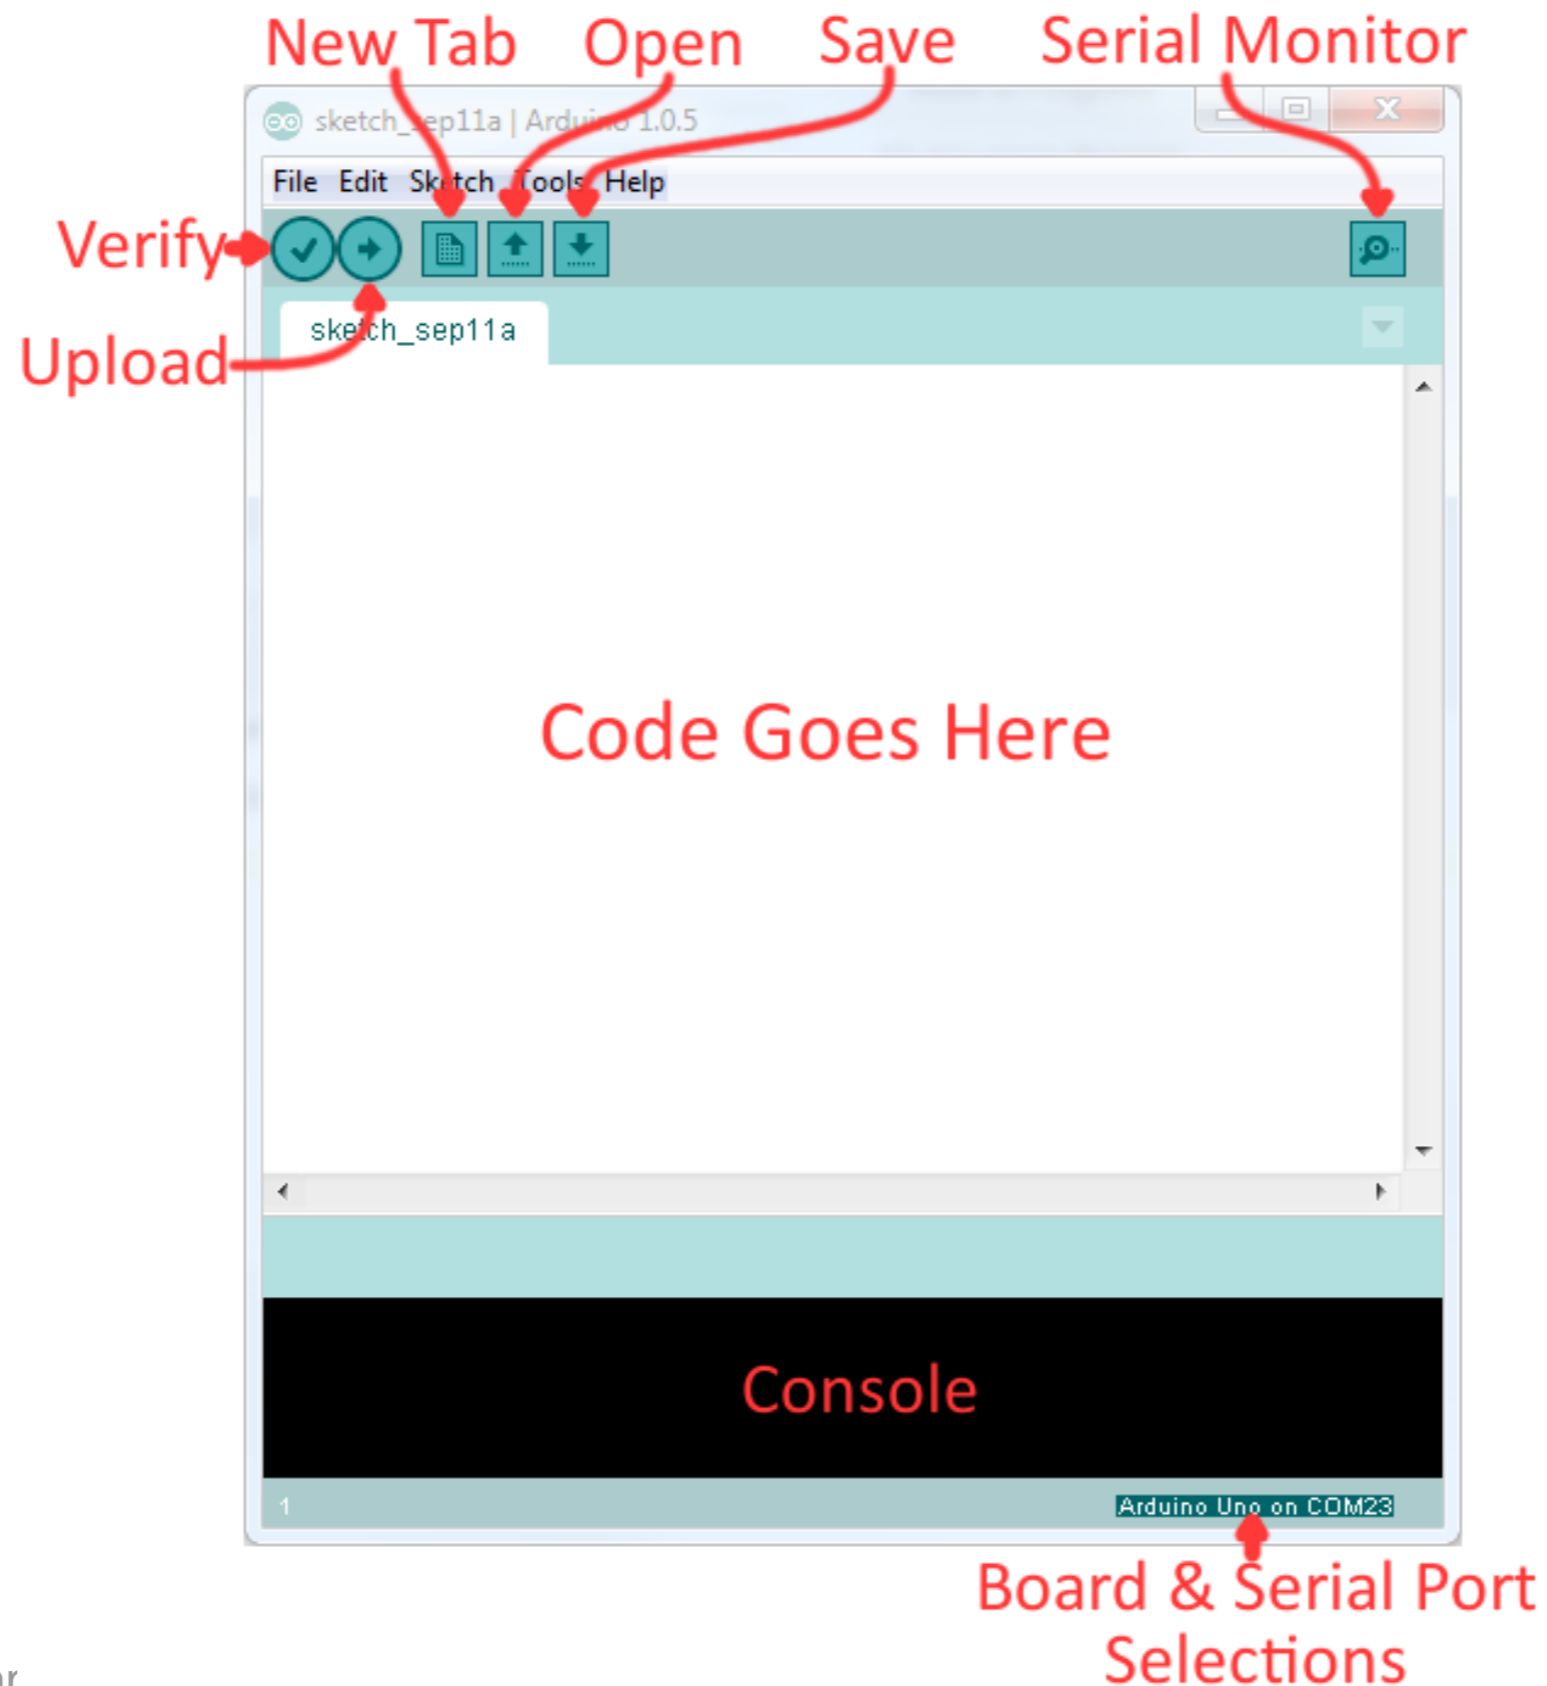 New Tab Open Save Serial Monitor
sketch_sep11a | Arduino 1.0.5
File Edit Sketch Tools Help
Verify
sketch_sep11a
Upload
Code Goes Here
Console
1 Arduino Uno on COM23
Board & Serial Port
Selections